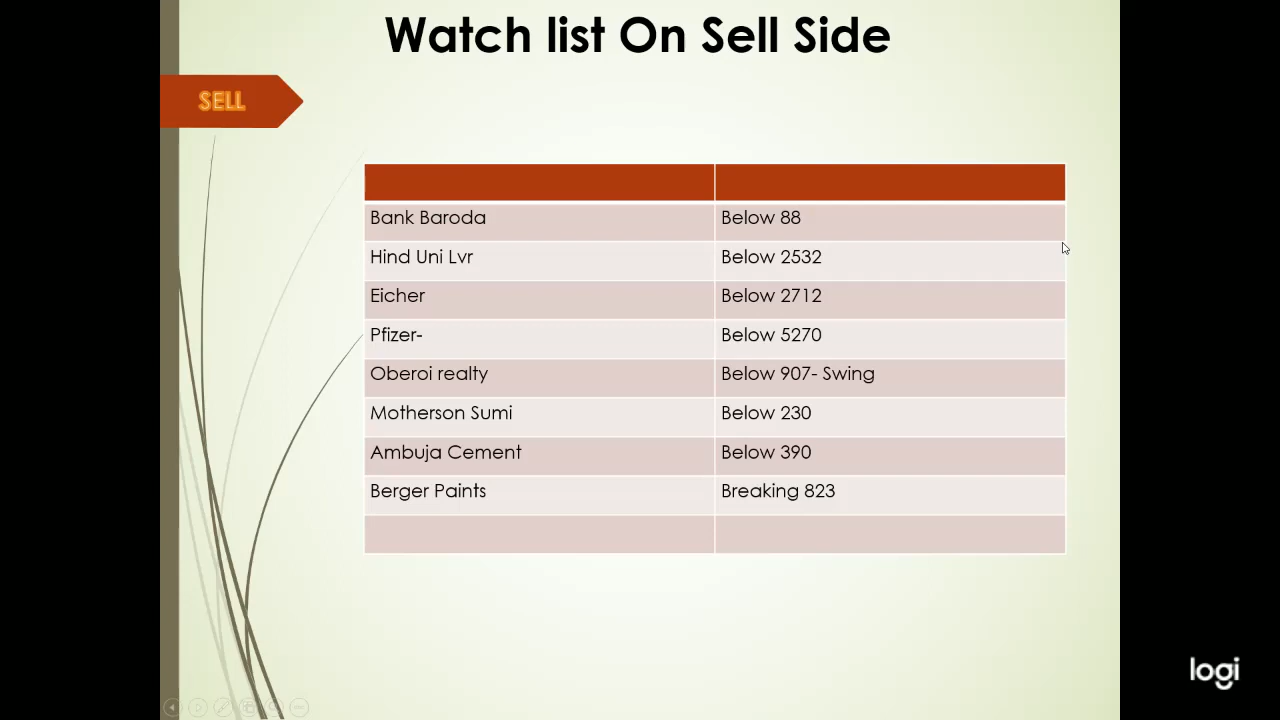 Watch list On Sell Side
SELL
Bank Baroda Below 88
Hind Uni Lvr Below 2532
Eicher Below 2712
Pfizer- Below 5270
Oberoi realty Below 907- Swing
Motherson Sumi Below 230
Ambuja Cement Below 390
Berger Paints Breaking 823
logi